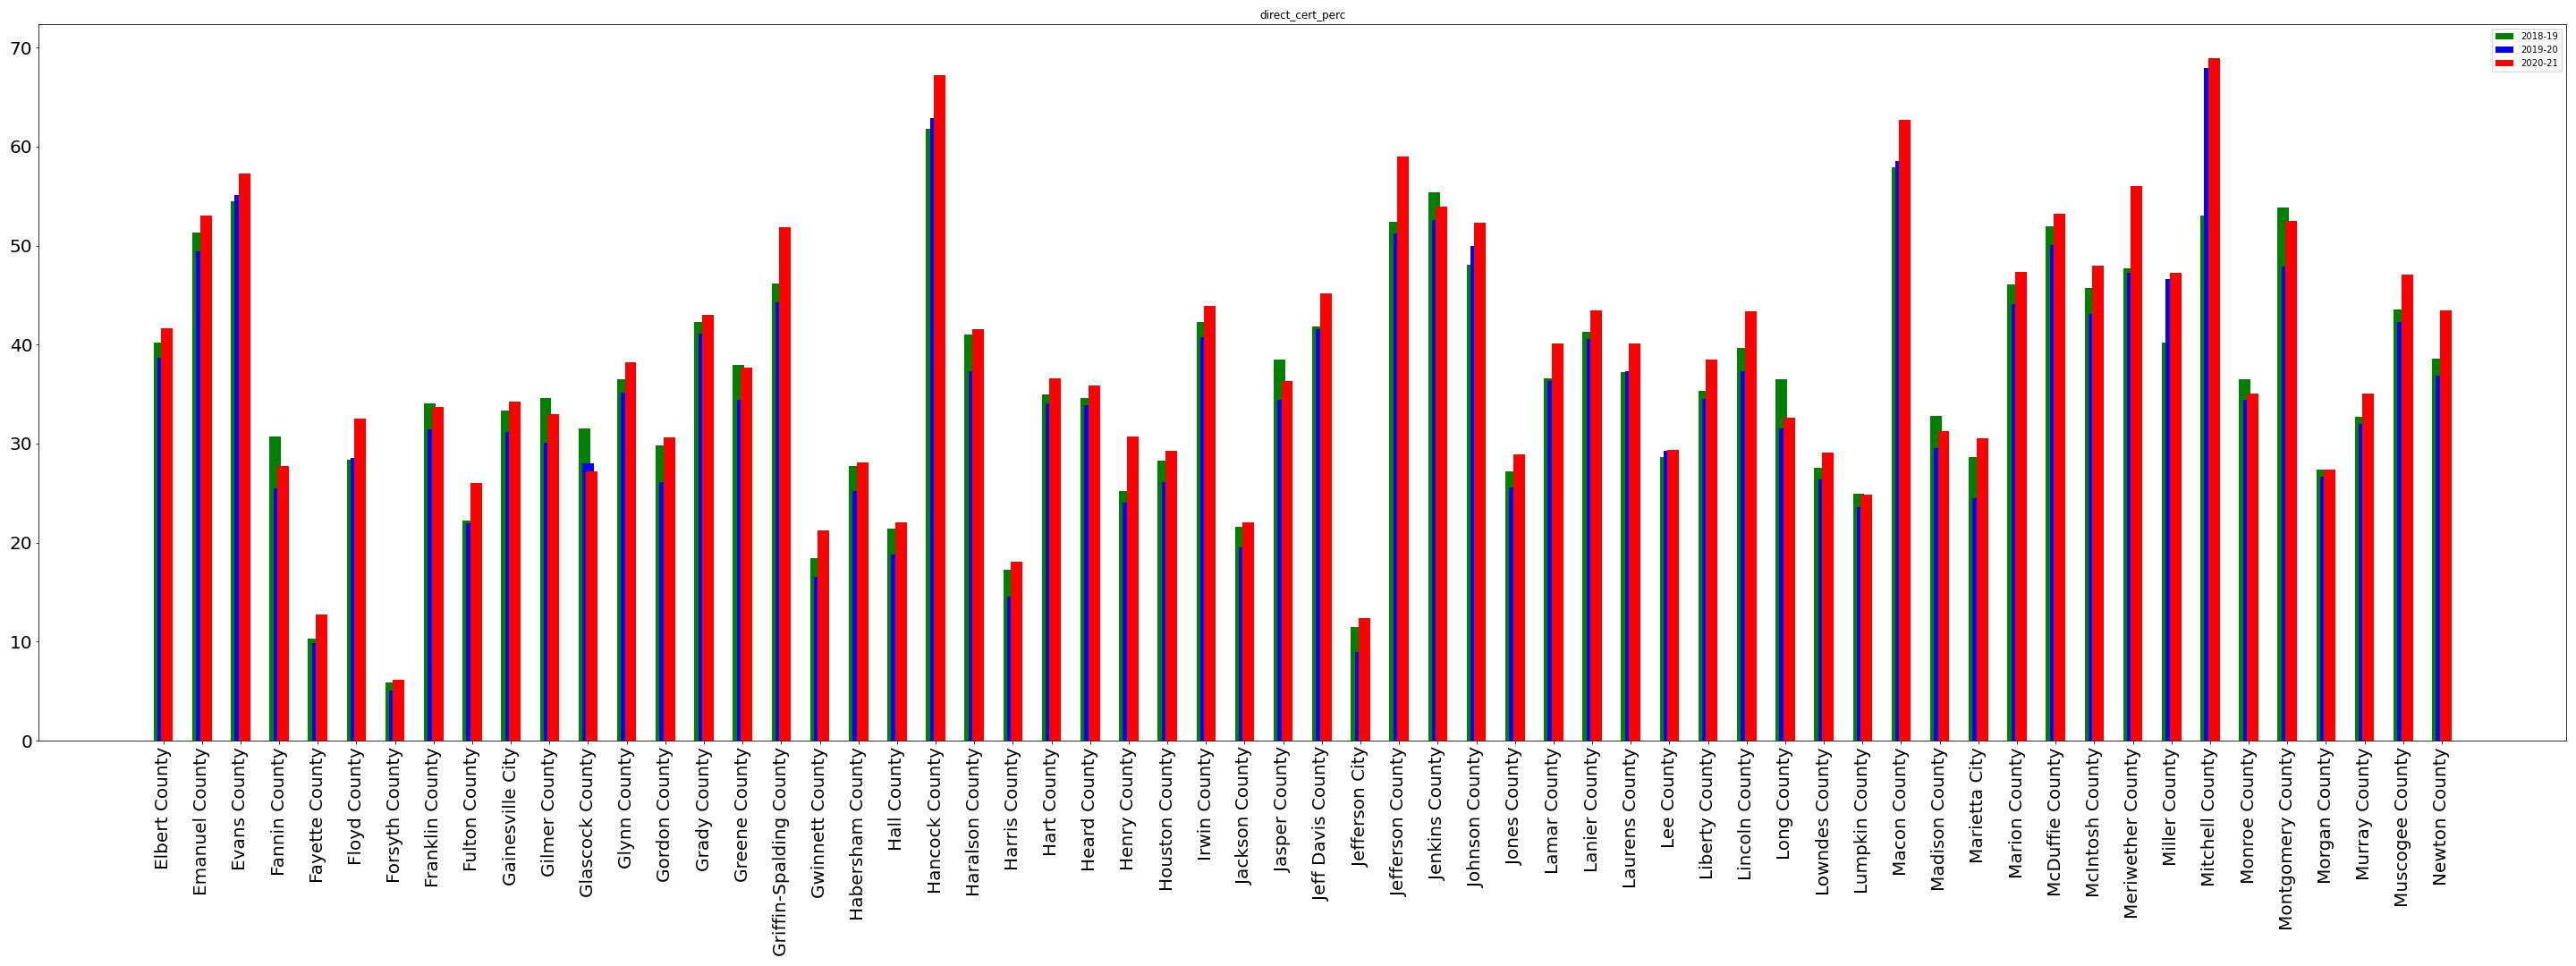 direct_cert_perc
2018-19
2019-20
2020-21
70
60
50
40
30
20
10
0
Elbert County
Emanuel County
Evans County
Fannin County
Fayette County
Floyd County
Forsyth County
Franklin County
Fulton County
Gainesville City
Gilmer County
Glascock County
Glynn County
Gordon County
Grady County
Greene County
Griffin-Spalding County
Gwinnett County
Habersham County
Hall County
Hancock County
Haralson County
Harris County
Hart County
Heard County
Henry County
Houston County
Irwin County
Jackson County
Jasper County
Jeff Davis County
Jefferson City
Jefferson County
Jenkins County
Johnson County
Jones County
Lamar County
Lanier County
Laurens County
Lee County
Liberty County
Lincoln County
Long County
Lowndes County
Lumpkin County
Macon County
Madison County
Marietta City
Marion County
McDuffie County
McIntosh County
Meriwether County
Miller County
Mitchell County
Monroe County
Montgomery County
Morgan County
Murray County
Muscogee County
Newton County